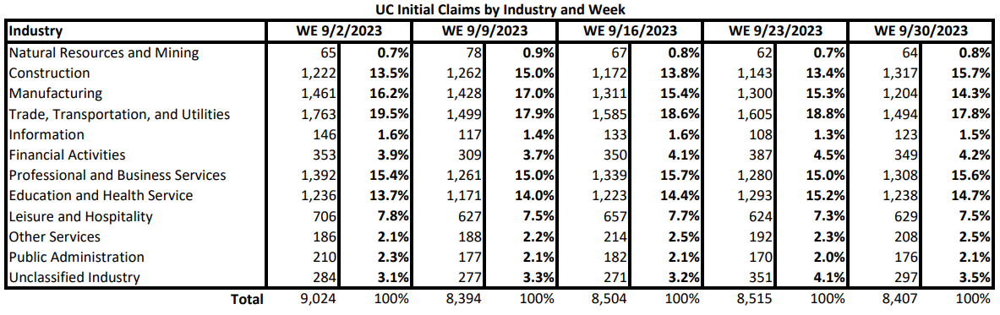 UC Initial Claims by Industry and Week
Industry WE 9/2/2023 WE 9/9/2023 WE 9/16/2023 WE 9/23/2023 WE 9/30/2023
Natural Resources and Mining 65 0.7% 78 0.9% 67 0.8% 62 0.7% 64 0.8%
Construction 1,222 13.5% 1,262 15.0% 1,172 13.8% 1,143 13.4% 1,317 15.7%
Manufacturing 1,461 16.2% 1,428 17.0% 1,311 15.4% 1,300 15.3% 1,204 14.3%
Trade, Transportation, and Utilities 1,763 19.5% 1,499 17.9% 1,585 18.6% 1,605 18.8% 1,494 17.8%
Information 146 1.6% 117 1.4% 133 1.6% 108 1.3% 123 1.5%
Financial Activities 353 3.9% 309 3.7% 350 4.1% 387 4.5% 349 4.2%
Professional and Business Services 1,392 15.4% 1,261 15.0% 1,339 15.7% 1,280 15.0% 1,308 15.6%
Education and Health Service 1,236 13.7% 1,171 14.0% 1,223 14.4% 1,293 15.2% 1,238 14.7%
Leisure and Hospitality 706 7.8% 627 7.5% 657 7.7% 624 7.3% 629 7.5%
Other Services 186 2.1% 188 2.2% 214 2.5% 192 2.3% 208 2.5%
Public Administration 210 2.3% 177 2.1% 182 2.1% 170 2.0% 176 2.1%
Unclassified Industry 284 3.1% 277 3.3% 271 3.2% 351 4.1% 297 3.5%
Total 9,024 100% 8,394 100% 8,504 100% 8,515 100% 8,407 100%